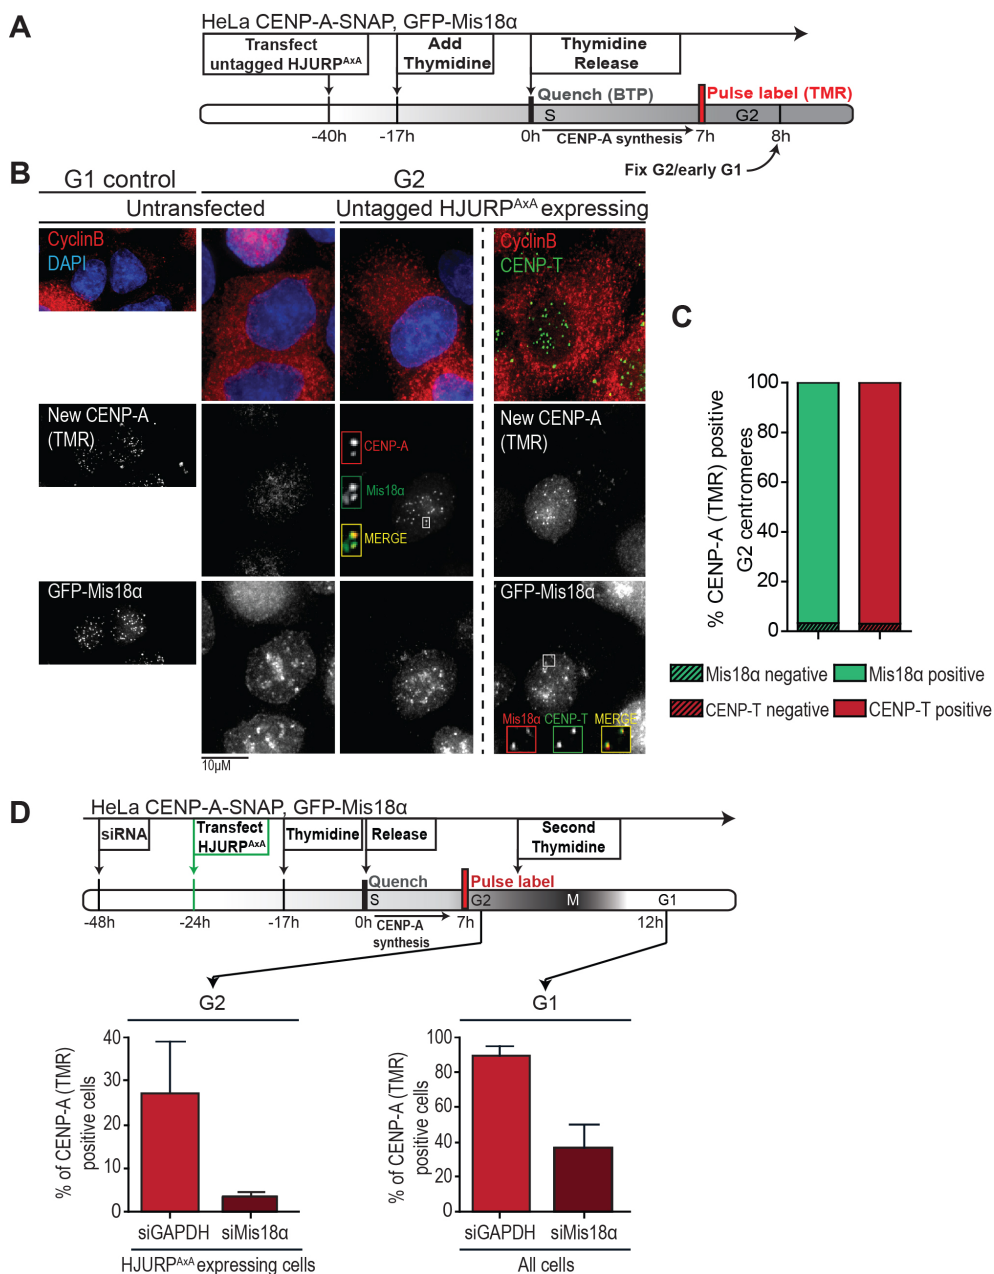 A
HeLa CENP-A-SNAP, GFP-Mis18α
Transfect
untagged HJURPAxA
Add
Thymidine
Thymidine
Release
Quench (BTP)
Pulse label (TMR)
S
G2
-40h
-17h
0h
CENP-A synthesis
7h
8h
Fix G2/early G1
B
G1 control
G2
Untransfected
Untagged HJURPAxA expressing
CyclinB
DAPI
CyclinB
CENP-T
New CENP-A
(TMR)
CENP-A
Mis18α
MERGE
New CENP-A
(TMR)
GFP-Mis18α
GFP-Mis18α
Mis18α
CENP-T
MERGE
10µM
C
% CENP-A (TMR) positive
G2 centromeres
100
80
60
40
20
0
Mis18α negative
Mis18α positive
CENP-T negative
CENP-T positive
D
HeLa CENP-A-SNAP, GFP-Mis18α
siRNA
Transfect
HJURPAxA
Thymidine
Release
Second
Thymidine
Quench
Pulse label
S
G2
M
G1
-48h
-24h
-17h
0h
CENP-A
synthesis
7h
12h
G2
% of CENP-A (TMR)
positive cells
40
30
20
10
0
siGAPDH
siMis18α
HJURPAxA expressing cells
G1
% of CENP-A (TMR)
positive cells
100
80
60
40
20
0
siGAPDH
siMis18α
All cells